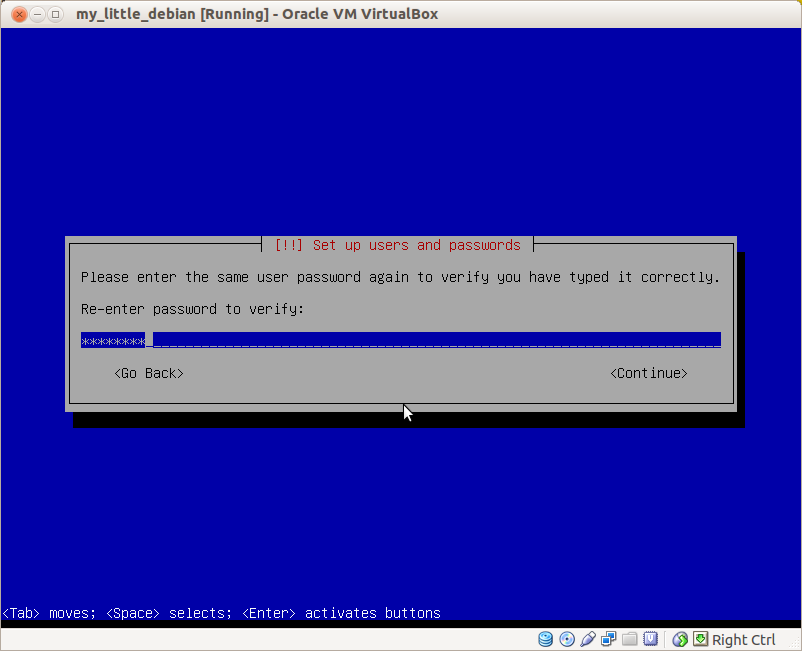 my_little_debian [Running] - Oracle VM VirtualBox
[!!] Set up users and passwords
Please enter the same user password again to verify you have typed it correctly.
Re-enter password to verify:
********
<Go Back> <Continue>
<Tab> moves; <Space> selects; <Enter> activates buttons
Right Ctrl